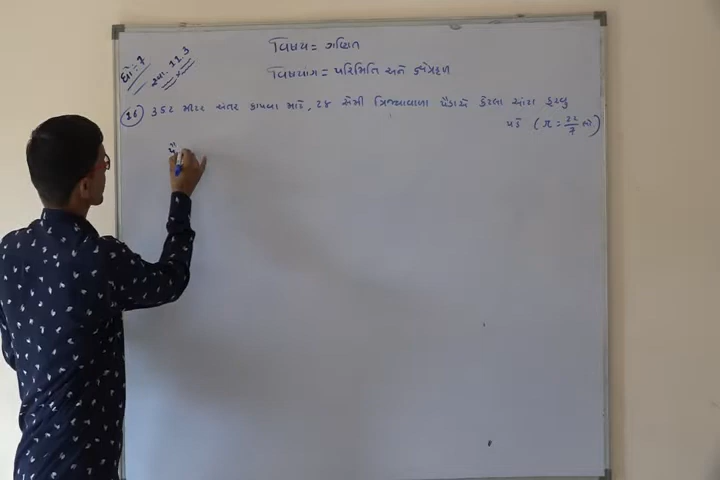 ધો:7
સ્વા. 11.3
વિષય = ગણિત
વિષયાંગ = પરિમિતિ અને ક્ષેત્રફળ
16 352 મીટર અંતર કાપવા માટે, 28 સેમી ત્રિજ્યાવાળા પૈડાએ કેટલા આંટા ફરવું
પડે (π = 22/7 લો)
પૈ